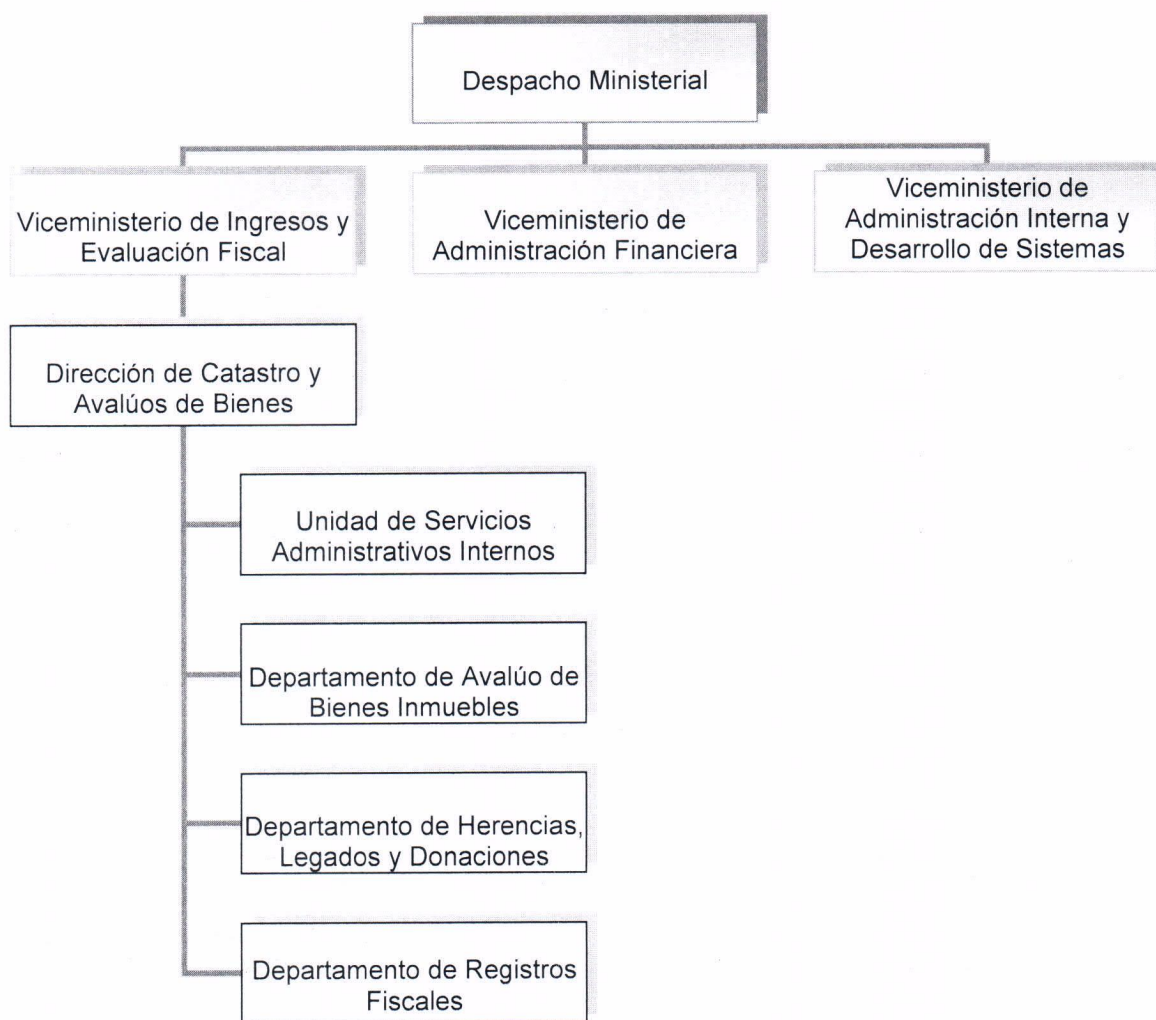 Despacho Ministerial
Viceministerio de Ingresos y
Evaluación Fiscal
Viceministerio de
Administración Financiera
Viceministerio de
Administración Interna y
Desarrollo de Sistemas
Dirección de Catastro y
Avalúos de Bienes
Unidad de Servicios
Administrativos Internos
Departamento de Avalúo de
Bienes Inmuebles
Departamento de Herencias,
Legados y Donaciones
Departamento de Registros
Fiscales